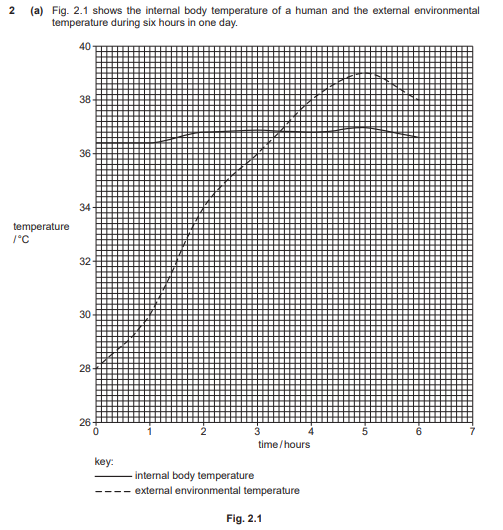 2 (a) Fig. 2.1 shows the internal body temperature of a human and the external environmental
temperature during six hours in one day.
40
38
36
34
temperature
/°C
32
30
28
26
0 1 2 3 4 5 6 7
time / hours
key:
internal body temperature
external environmental temperature
Fig. 2.1